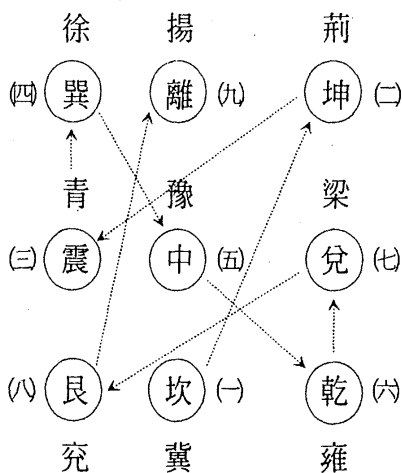 徐 揚 荊
㈣ 巽 離 ㈨ 坤 ㈡
青 豫 梁
㈢ 震 中 ㈤ 兌 ㈦
㈧ 艮 坎 ㈠ 乾 ㈥
兗 冀 雍